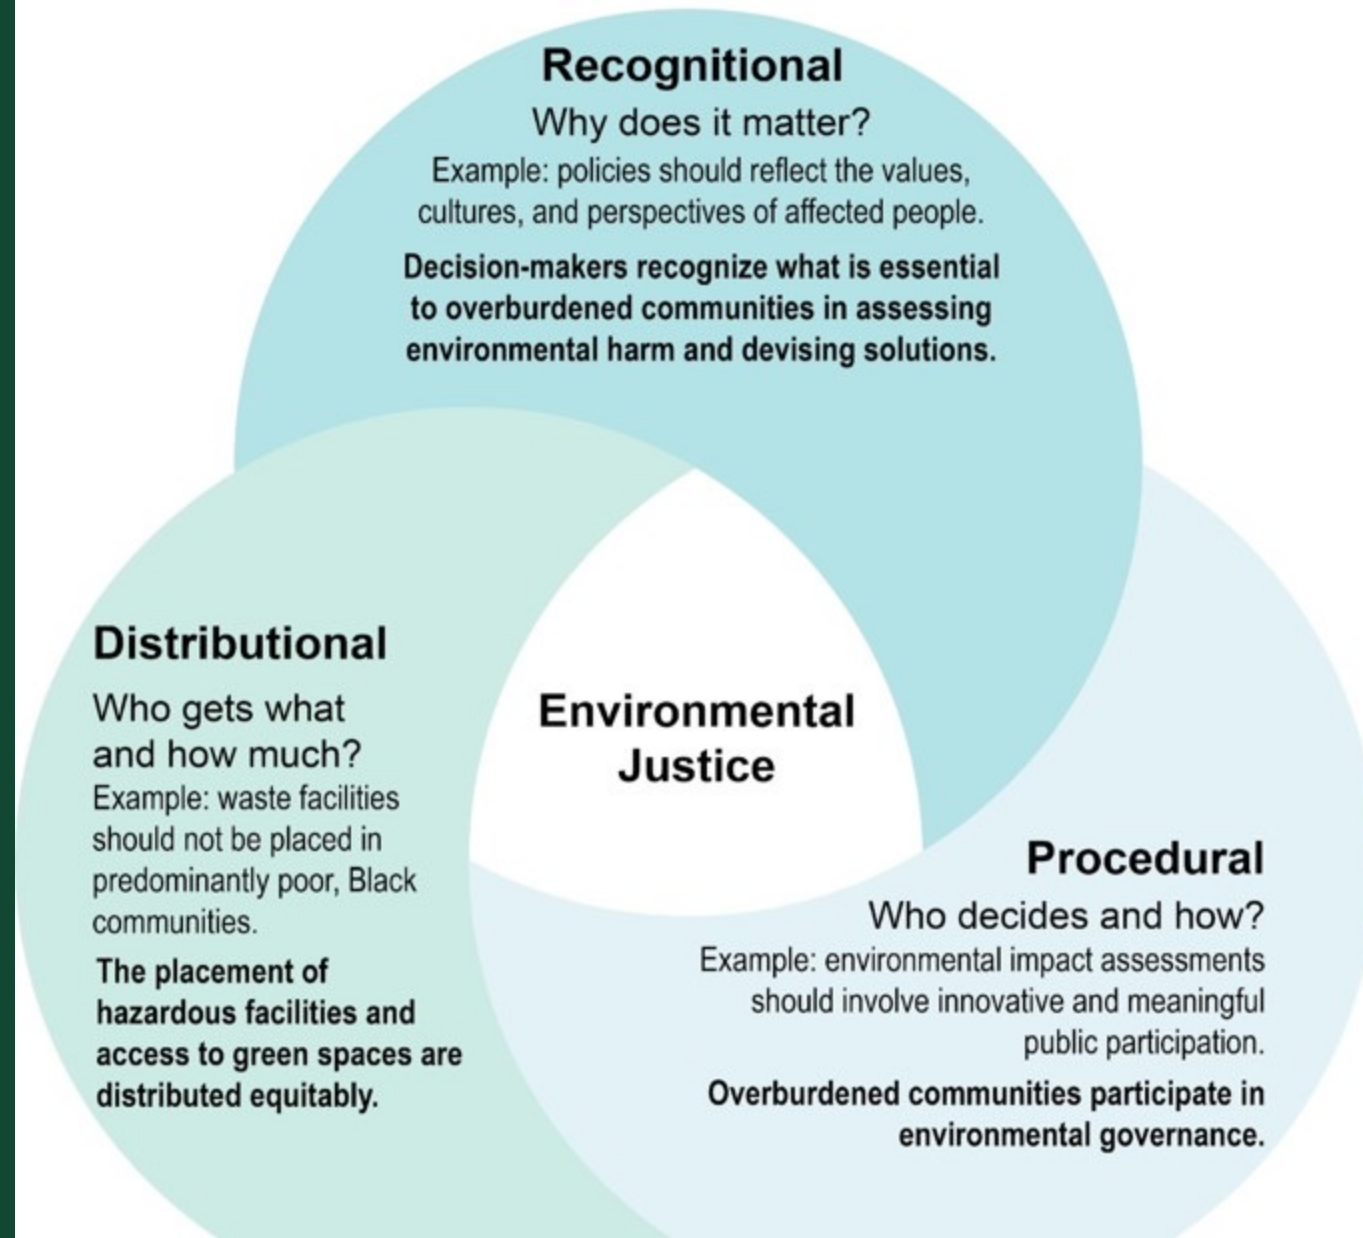 Recognitional
Why does it matter?
Example: policies should reflect the values,
cultures, and perspectives of affected people.
Decision-makers recognize what is essential
to overburdened communities in assessing
environmental harm and devising solutions.
Distributional
Who gets what
and how much?
Example: waste facilities
should not be placed in
predominantly poor, Black
communities.
The placement of
hazardous facilities and
access to green spaces are
distributed equitably.
Environmental
Justice
Procedural
Who decides and how?
Example: environmental impact assessments
should involve innovative and meaningful
public participation.
Overburdened communities participate in
environmental governance.